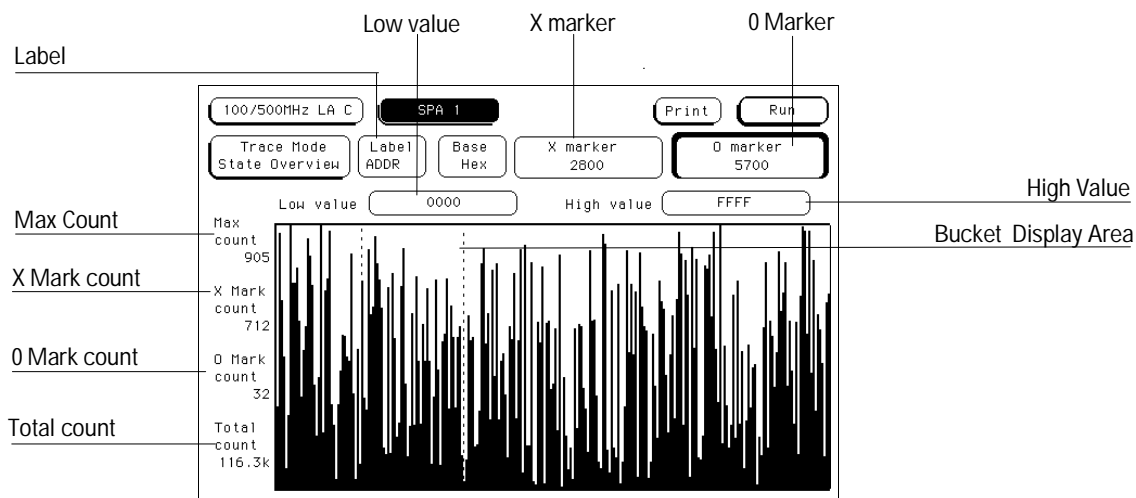 Low value
X marker
0 Marker
Label
100/500MHz LA C
SPA 1
Print
Run
Trace Mode
State Overview
Label
ADDR
Base
Hex
X marker
2800
O marker
5700
High Value
Low value
0000
High value
FFFF
Max Count
Max
count
905
Bucket Display Area
X Mark count
X Mark
count
712
0 Mark count
O Mark
count
32
Total count
Total
count
116.3k